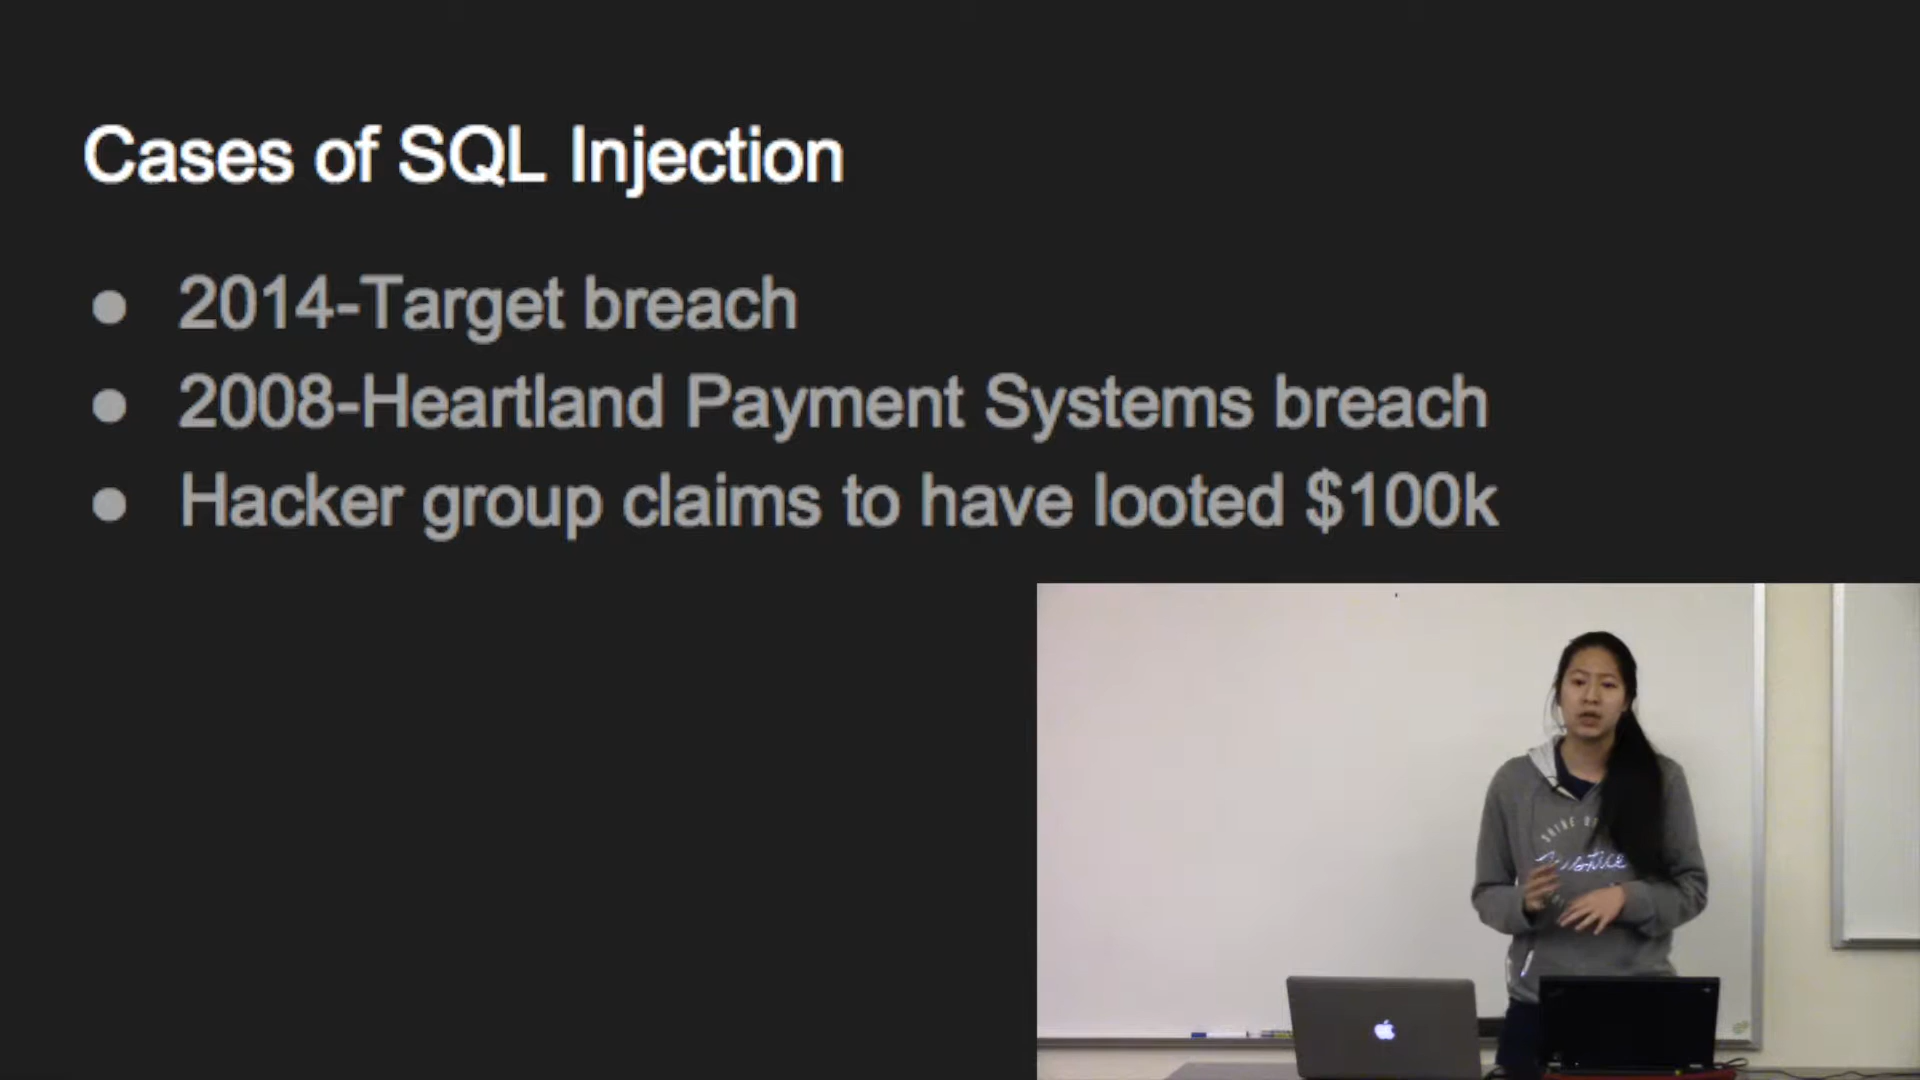 Cases of SQL Injection
● 2014-Target breach
● 2008-Heartland Payment Systems breach
● Hacker group claims to have looted $100k
Justice